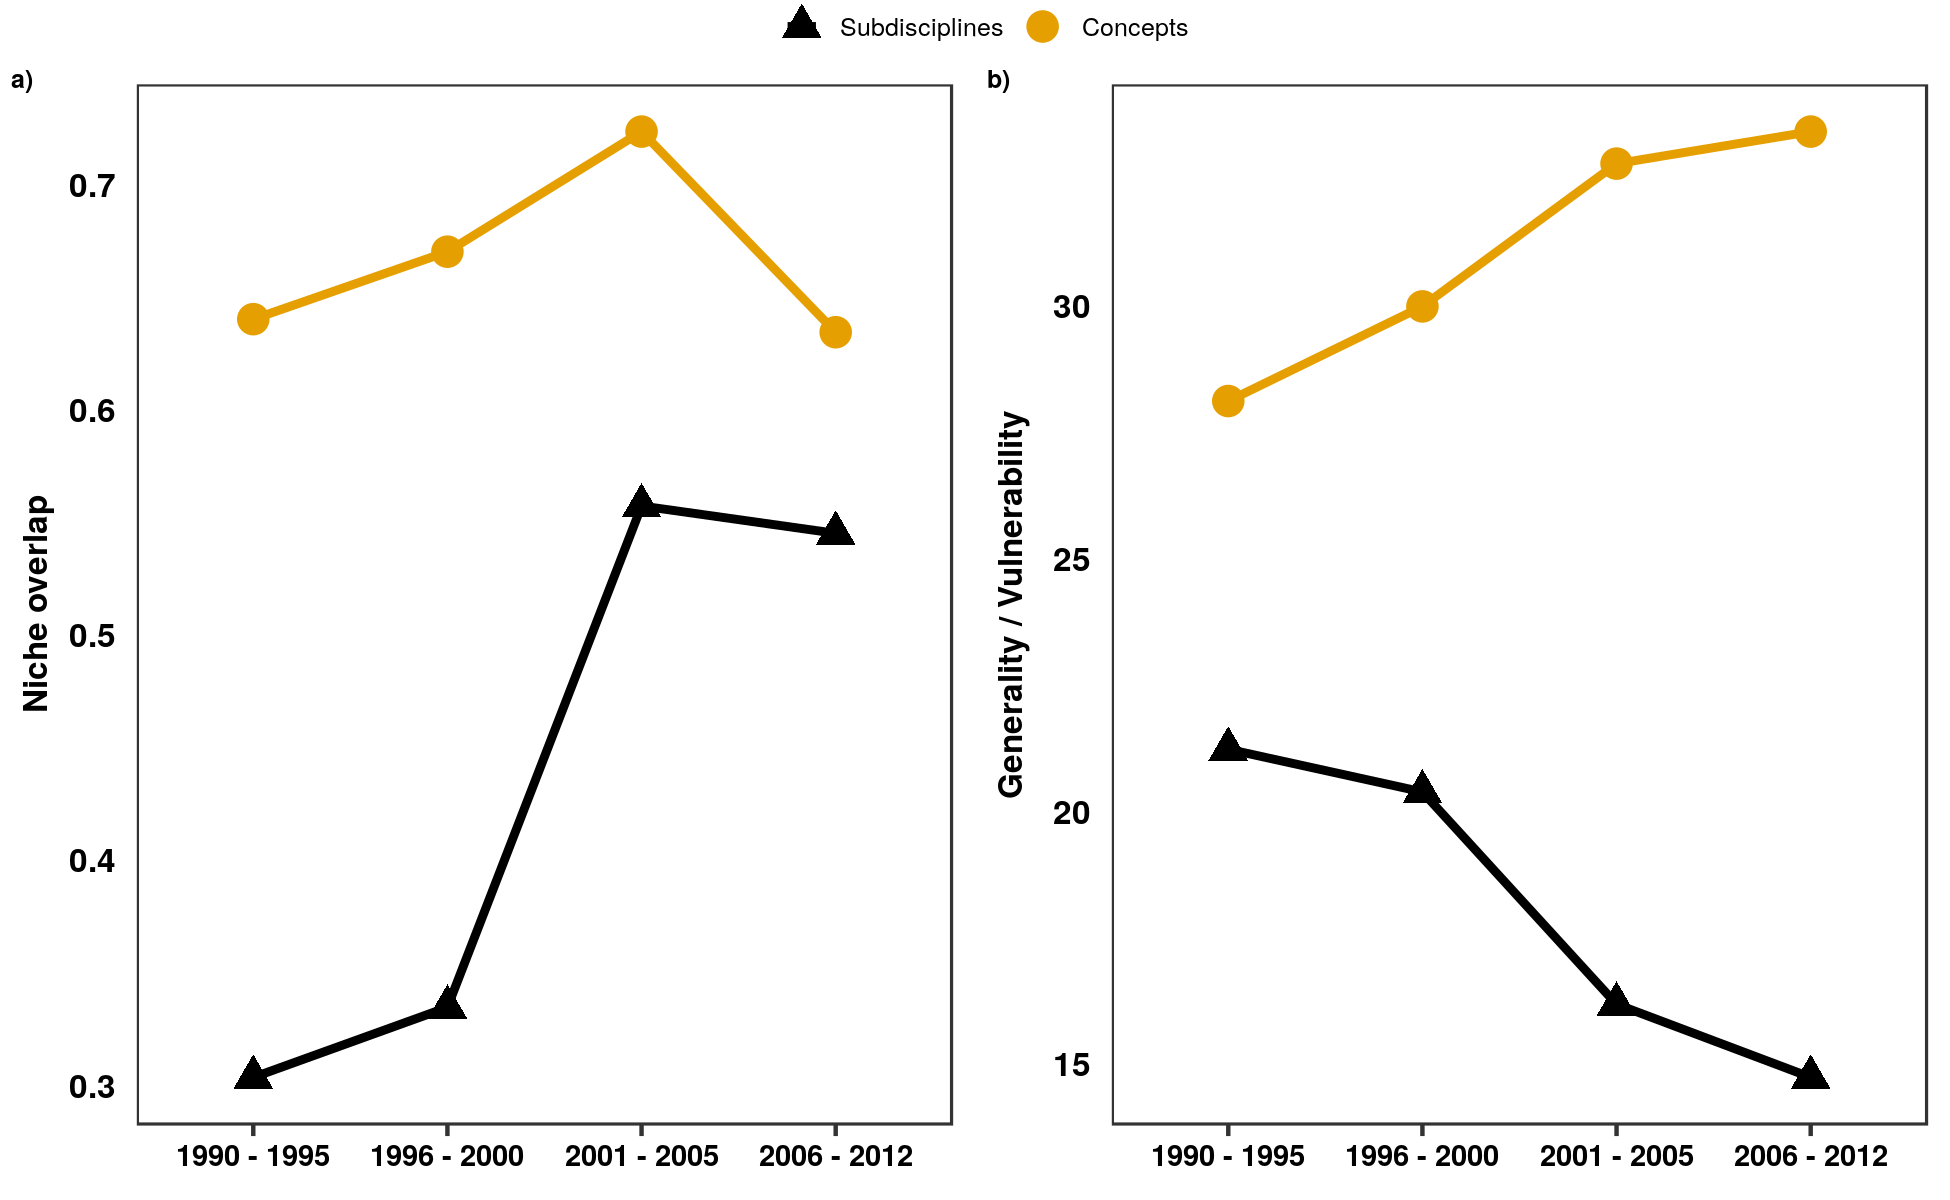 Subdisciplines Concepts
a)
Niche overlap
0.7
0.6
0.5
0.4
0.3
1990 - 1995 1996 - 2000 2001 - 2005 2006 - 2012
b)
Generality / Vulnerability
30
25
20
15
1990 - 1995 1996 - 2000 2001 - 2005 2006 - 2012